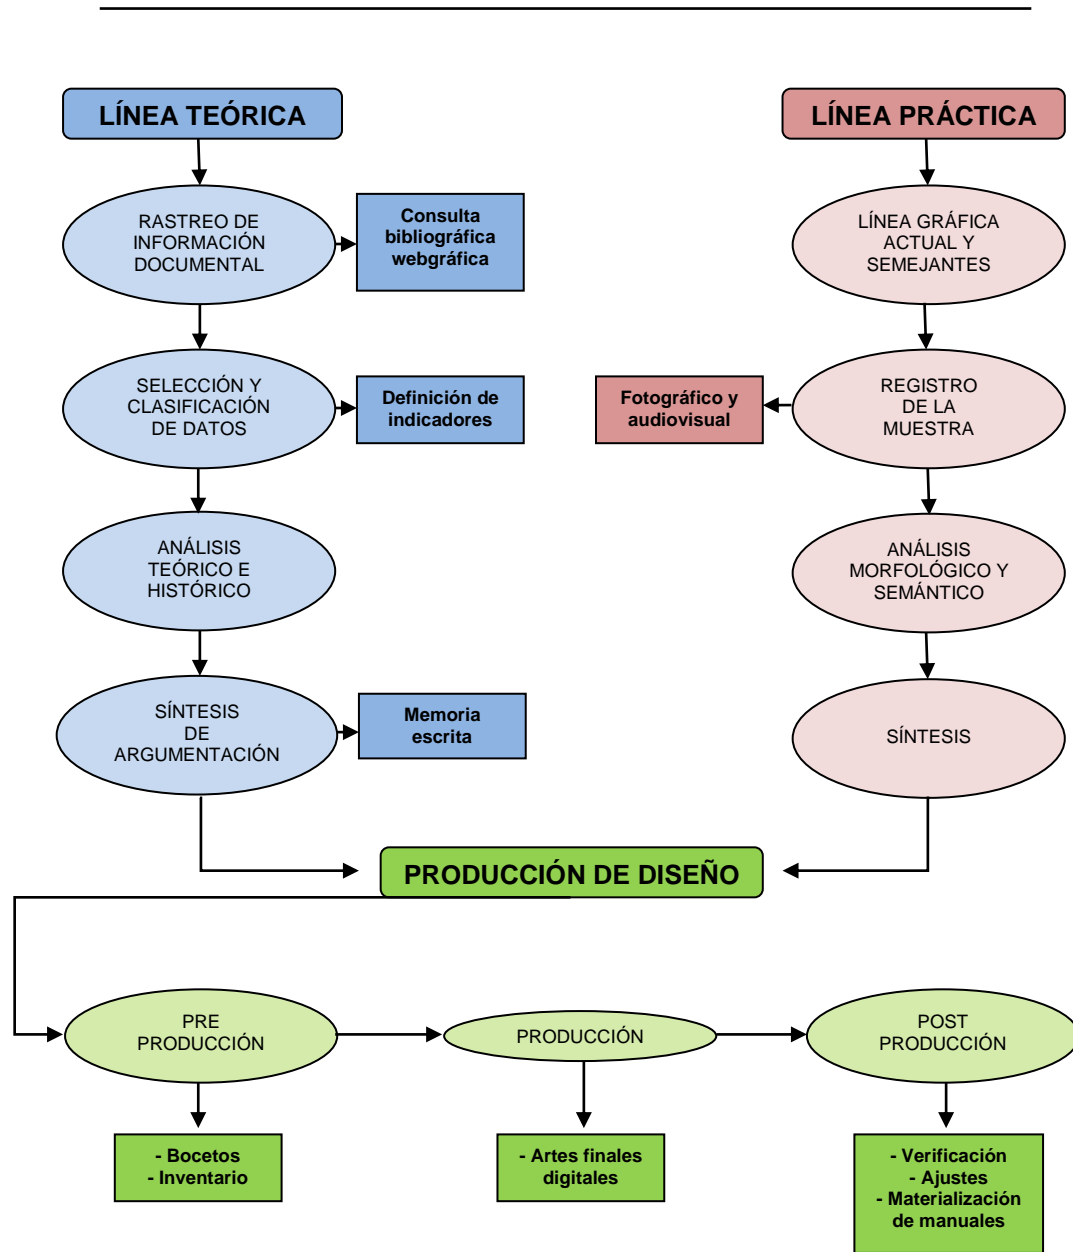 LÍNEA TEÓRICA
RASTREO DE
INFORMACIÓN
DOCUMENTAL
Consulta
bibliográfica
webgráfica
SELECCIÓN Y
CLASIFICACIÓN
DE DATOS
Definición de
indicadores
ANÁLISIS
TEÓRICO E
HISTÓRICO
SÍNTESIS
DE
ARGUMENTACIÓN
Memoria
escrita
LÍNEA PRÁCTICA
LÍNEA GRÁFICA
ACTUAL Y
SEMEJANTES
REGISTRO
DE LA
MUESTRA
Fotográfico y
audiovisual
ANÁLISIS
MORFOLÓGICO Y
SEMÁNTICO
SÍNTESIS
PRODUCCIÓN DE DISEÑO
PRE
PRODUCCIÓN
- Bocetos
- Inventario
PRODUCCIÓN
- Artes finales
digitales
POST
PRODUCCIÓN
- Verificación
- Ajustes
- Materialización
de manuales